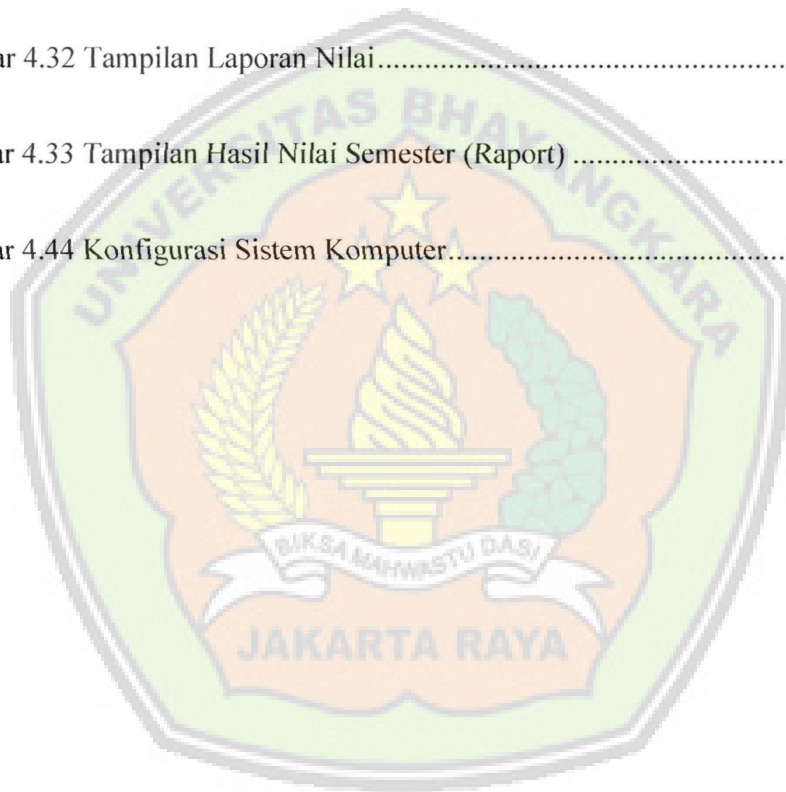 ar 4.32 Tampilan Laporan Nilai........................................................
ar 4.33 Tampilan Hasil Nilai Semester (Raport) .............................
ar 4.44 Konfigurasi Sistem Komputer.............................................
UNIVERSITAS BHAYANGKARA
BIKSA MAHWASTU DASI
JAKARTA RAYA